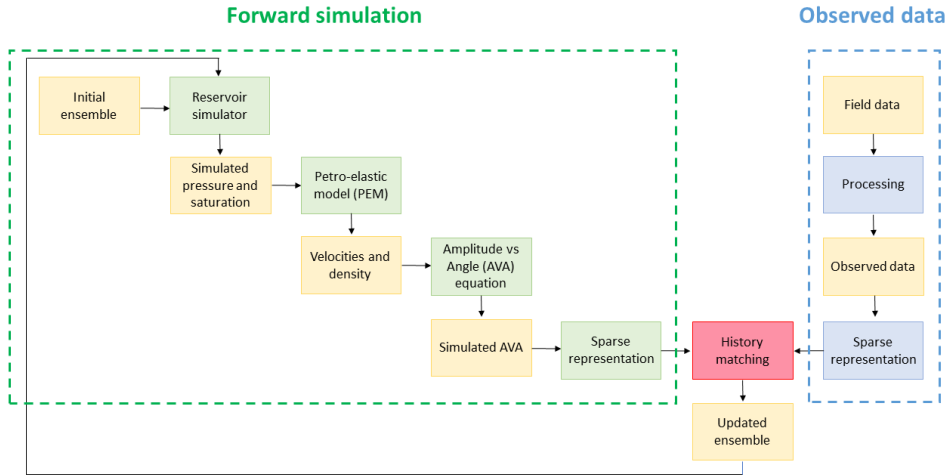 Forward simulation
Observed data
Initial
ensemble
Reservoir
simulator
Simulated
pressure and
saturation
Petro-elastic
model (PEM)
Velocities and
density
Amplitude vs
Angle (AVA)
equation
Simulated AVA
Sparse
representation
History
matching
Updated
ensemble
Field data
Processing
Observed data
Sparse
representation